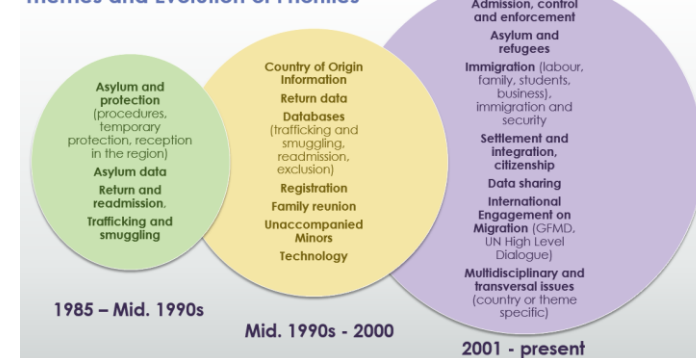 Themes and Evolution of Priorities
Asylum and
protection
(procedures,
temporary
protection, reception
in the region)
Asylum data
Return and
readmission.
Trafficking and
smuggling
1985 – Mid. 1990s
Country of Origin
Information
Return data
Databases
(trafficking and
smuggling,
readmission,
exclusion)
Registration
Family reunion
Unaccompanied
Minors
Technology
Mid. 1990s - 2000
Admission, control
and enforcement
Asylum and
refugees
Immigration (labour,
family, students,
business),
immigration and
security
Settlement and
integration,
citizenship
Data sharing
International
Engagement on
Migration (GFMD,
UN High Level
Dialogue)
Multidisciplinary and
transversal issues
(country or theme
specific)
2001 - present